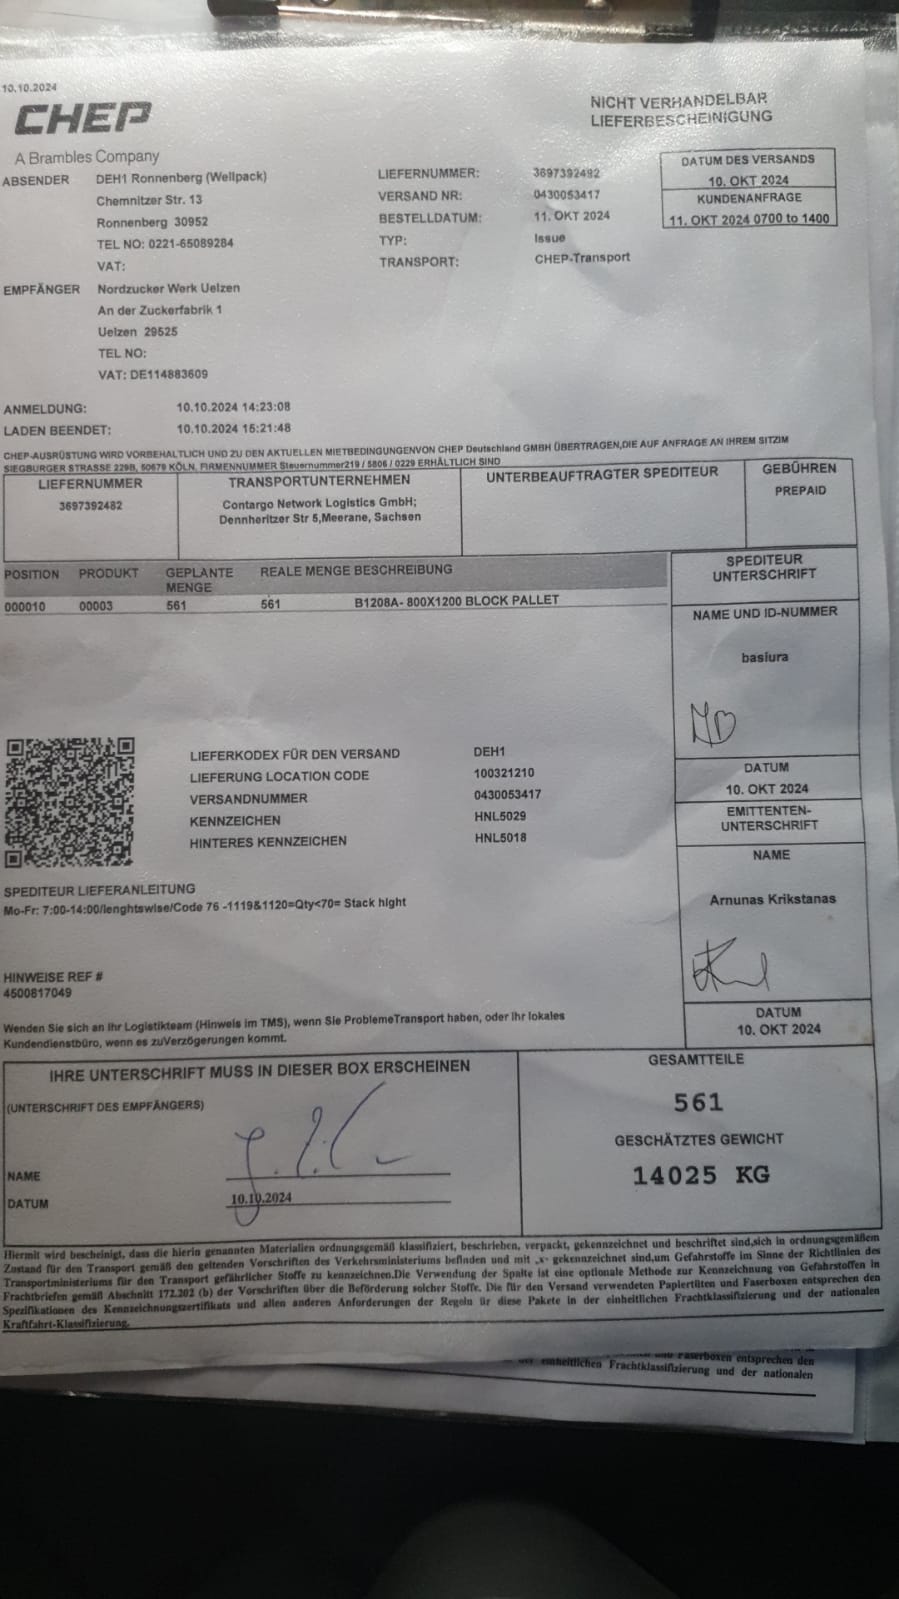 10.10.2024
CHEP
A Brambles Company
NICHT VERHANDELBAR
LIEFERBESCHEINIGUNG
ABSENDER DEH1 Ronnenberg (Wellpack)
Chemnitzer Str. 13
Ronnenberg 30952
TEL NO: 0221-65089284
VAT:
EMPFÄNGER Nordzucker Werk Uelzen
An der Zuckerfabrik 1
Uelzen 29525
TEL NO:
VAT: DE114883609
LIEFERNUMMER: 3697392482
VERSAND NR: 0430053417
BESTELLDATUM: 11. OKT 2024
TYP: Issue
TRANSPORT: CHEP-Transport
DATUM DES VERSANDS
10. OKT 2024
KUNDENANFRAGE
11. OKT 2024 0700 to 1400
ANMELDUNG: 10.10.2024 14:23:08
LADEN BEENDET: 10.10.2024 15:21:48
CHEP-AUSRÜSTUNG WIRD VORBEHALTLICH UND ZU DEN AKTUELLEN MIETBEDINGUNGENVON CHEP Deutschland GMBH ÜBERTRAGEN,DIE AUF ANFRAGE AN IHREM SITZIM
SIEGBURGER STRASSE 229B, 50679 KÖLN, FIRMENNUMMER Steuernummer219 / 5806 / 0229 ERHÄLTLICH SIND
LIEFERNUMMER
3697392482
TRANSPORTUNTERNEHMEN
Contargo Network Logistics GmbH;
Dennheritzer Str 5,Meerane, Sachsen
UNTERBEAUFTRAGTER SPEDITEUR
GEBÜHREN
PREPAID
POSITION PRODUKT GEPLANTE MENGE REALE MENGE BESCHREIBUNG
000010 00003 561 561 B1208A- 800X1200 BLOCK PALLET
SPEDITEUR
UNTERSCHRIFT
NAME UND ID-NUMMER
basiura
DATUM
10. OKT 2024
EMITTENTEN-
UNTERSCHRIFT
NAME
Arnunas Krikstanas
DATUM
10. OKT 2024
LIEFERKODEX FÜR DEN VERSAND DEH1
LIEFERUNG LOCATION CODE 100321210
VERSANDNUMMER 0430053417
KENNZEICHEN HNL5029
HINTERES KENNZEICHEN HNL5018
SPEDITEUR LIEFERANLEITUNG
Mo-Fr: 7:00-14:00/lenghtswise/Code 76 -1119&1120=Qty<70= Stack hight
HINWEISE REF #
4500817049
Wenden Sie sich an Ihr Logistikteam (Hinweis im TMS), wenn Sie ProblemeTransport haben, oder Ihr lokales
Kundendienstbüro, wenn es zuVerzögerungen kommt.
IHRE UNTERSCHRIFT MUSS IN DIESER BOX ERSCHEINEN
(UNTERSCHRIFT DES EMPFÄNGERS)
NAME
DATUM 10.10.2024
GESAMTTEILE
561
GESCHÄTZTES GEWICHT
14025 KG
Hiermit wird bescheinigt, dass die hierin genannten Materialien ordnungsgemäß klassifiziert, beschrieben, verpackt, gekennzeichnet und beschriftet sind,sich in ordnungsgemäßem
Zustand für den Transport gemäß den geltenden Vorschriften des Verkehrsministeriums befinden und mit „x- gekennzeichnet sind,um Gefahrstoffe im Sinne der Richtlinien des
Transportministeriums für den Transport gefährlicher Stoffe zu kennzeichnen.Die Verwendung der Spalte ist eine optionale Methode zur Kennzeichnung von Gefahrstoffen in
Frachtbriefen gemäß Abschnitt 172.202 (b) der Vorschriften über die Beförderung solcher Stoffe. Die für den Versand verwendeten Papiertüten und Faserboxen entsprechen den
Spezifikationen des Kennzeichnungszertifikats und allen anderen Anforderungen der Regeln ür diese Pakete in der einheitlichen Frachtklassifizierung und der nationalen
Kraftfahrt-Klassifizierung.
und Faserboxen entsprechen den
der einheitlichen Frachtklassifizierung und der nationalen